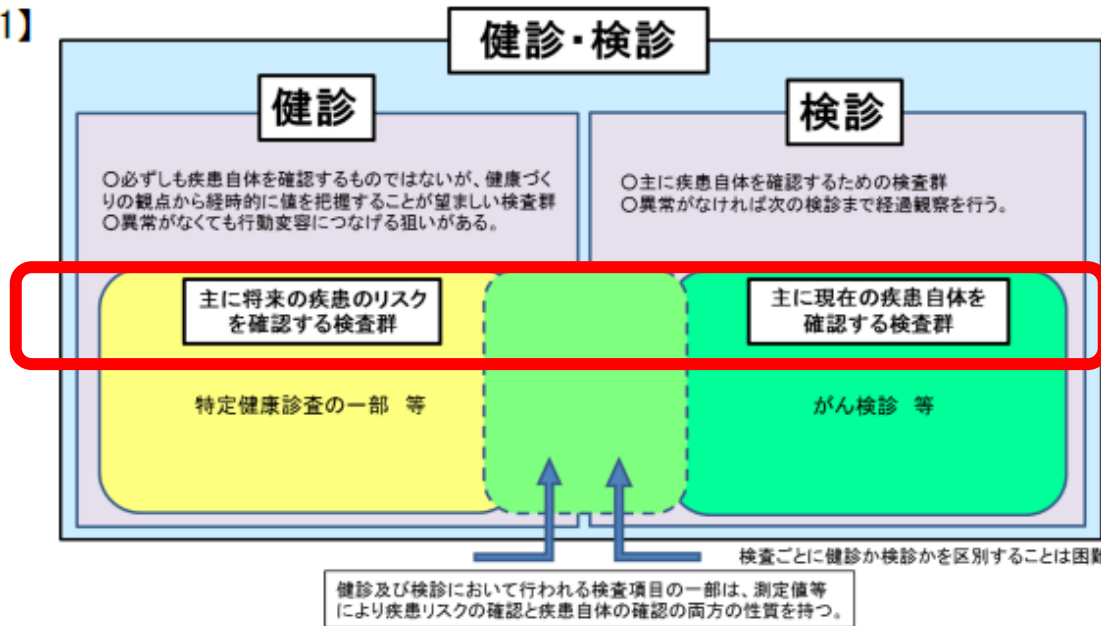 1】
健診・検診
健診
検診
〇必ずしも疾患自体を確認するものではないが、健康づく
りの観点から経時的に値を把握することが望ましい検査群
〇異常がなくても行動変容につなげる狙いがある。
〇主に疾患自体を確認するための検査群
〇異常がなければ次の検診まで経過観察を行う。
主に将来の疾患のリスク
を確認する検査群
主に現在の疾患自体を
確認する検査群
特定健康診査の一部 等
がん検診 等
検査ごとに健診か検診かを区別することは困難
健診及び検診において行われる検査項目の一部は、測定値等
により疾患リスクの確認と疾患自体の確認の両方の性質を持つ。